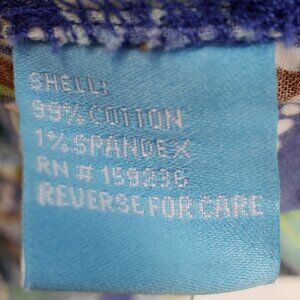 SHELL:
99% COTTON
1% SPANDEX
RN # 159236
REVERSE FOR CARE